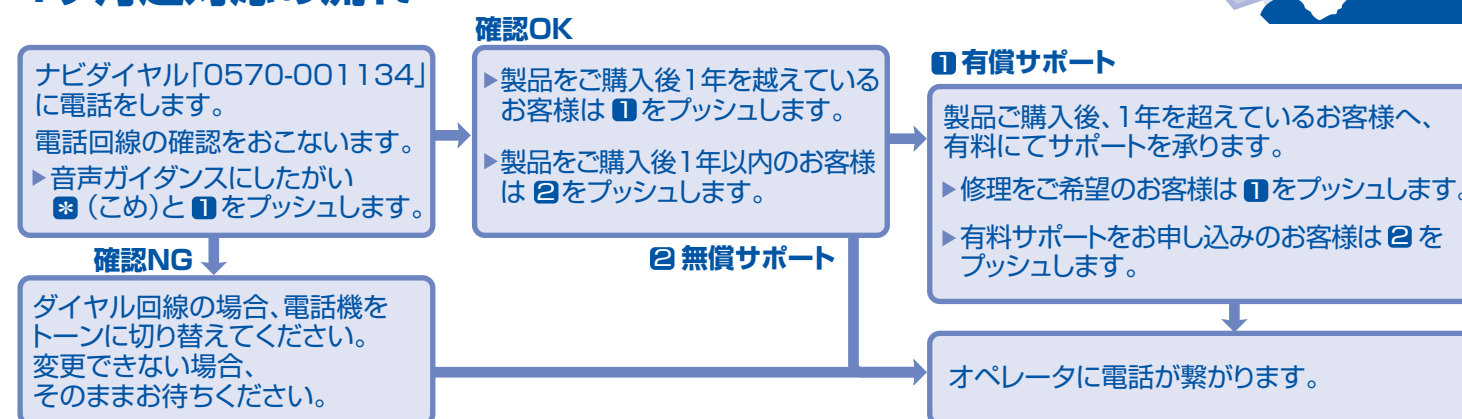 確認OK
ナビダイヤル「0570-001134」
に電話をします。
電話回線の確認をおこないます。
▶音声ガイダンスにしたがい
* (こめ)と 1 をプッシュします。
▶製品をご購入後1年を越えている
お客様は 1 をプッシュします。
▶製品をご購入後1年以内のお客様
は 2 をプッシュします。
1 有償サポート
製品ご購入後、1年を超えているお客様へ、
有料にてサポートを承ります。
▶修理をご希望のお客様は 1 をプッシュします。
▶有料サポートをお申し込みのお客様は 2 を
プッシュします。
確認NG
2 無償サポート
ダイヤル回線の場合、電話機を
トーンに切り替えてください。
変更できない場合、
そのままお待ちください。
オペレータに電話が繋がります。